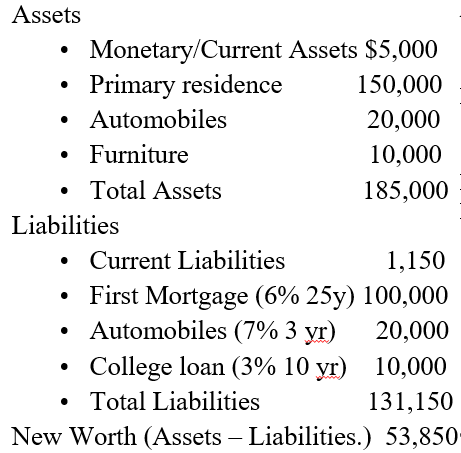 Assets
• Monetary/Current Assets $5,000
• Primary residence 150,000
• Automobiles 20,000
• Furniture 10,000
• Total Assets 185,000
Liabilities
• Current Liabilities 1,150
• First Mortgage (6% 25y) 100,000
• Automobiles (7% 3 yr) 20,000
• College loan (3% 10 yr) 10,000
• Total Liabilities 131,150
New Worth (Assets – Liabilities.) 53,850